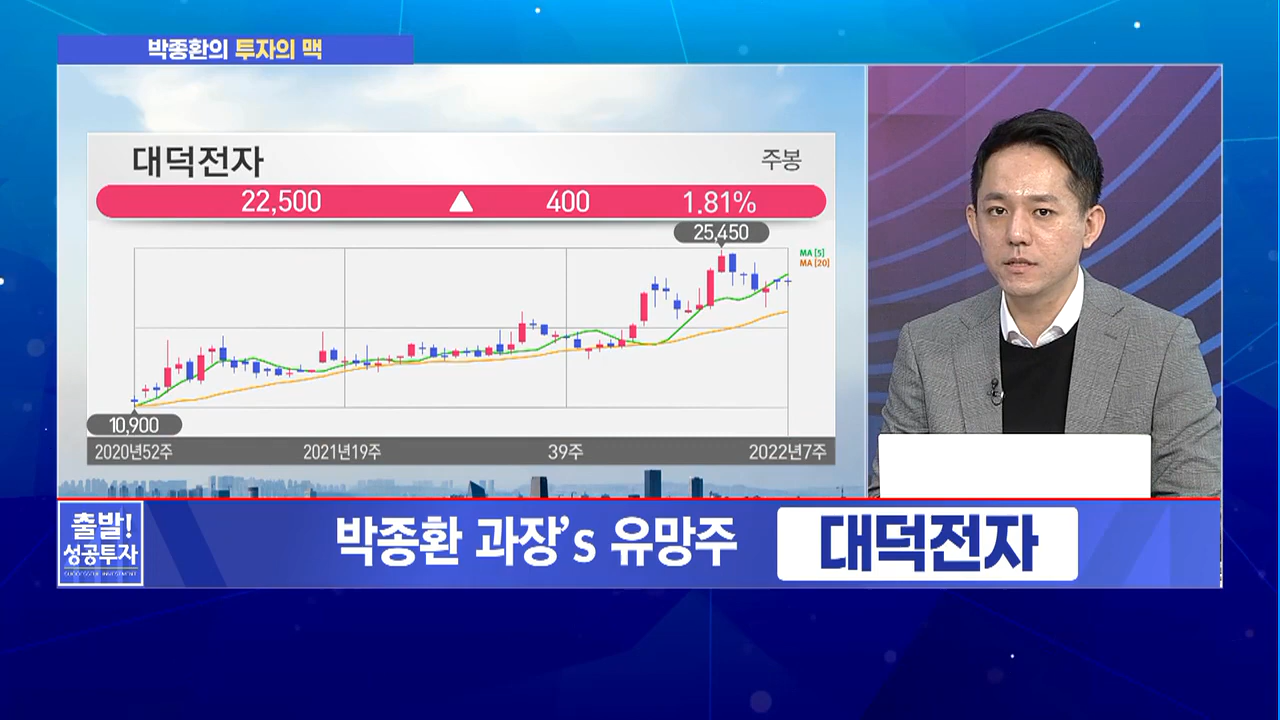 박종환의 투자의 맥
대덕전자
주봉
22,500 ▲ 400 1.81%
25,450
MA [5]
MA [20]
10,900
2020년52주 2021년19주 39주 2022년7주
출발!
성공투자
SUCCESSFUL INVESTMENT
박종환 과장's 유망주 대덕전자